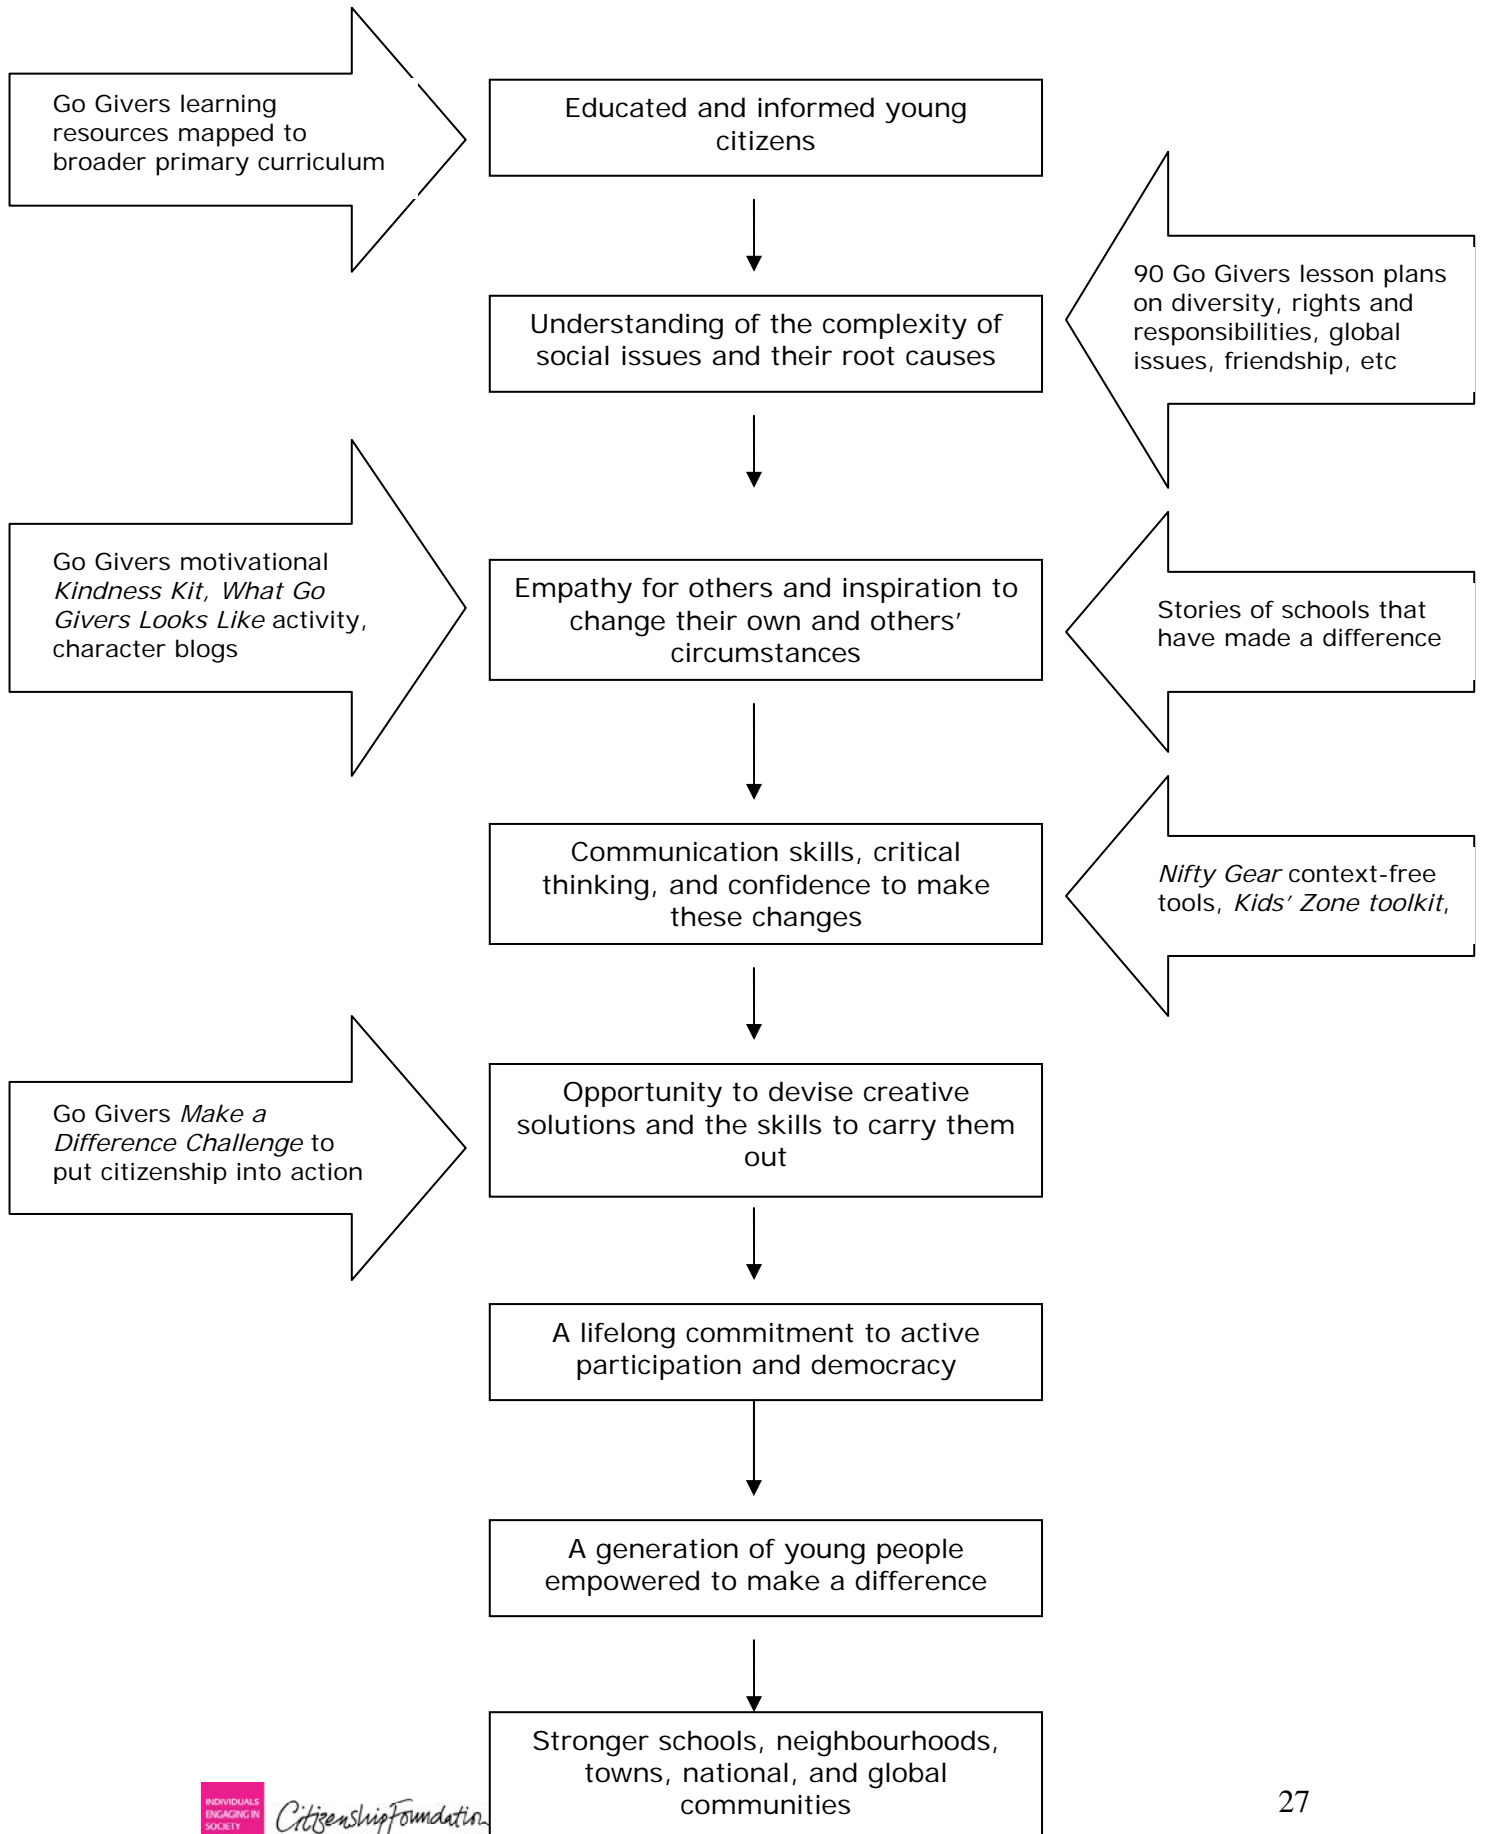 Go Givers learning
resources mapped to
broader primary curriculum
Educated and informed young
citizens
Understanding of the complexity of
social issues and their root causes
90 Go Givers lesson plans
on diversity, rights and
responsibilities, global
issues, friendship, etc
Go Givers motivational
Kindness Kit, What Go
Givers Looks Like activity,
character blogs
Empathy for others and inspiration to
change their own and others’
circumstances
Stories of schools that
have made a difference
Communication skills, critical
thinking, and confidence to make
these changes
Nifty Gear context-free
tools, Kids’ Zone toolkit,
Go Givers Make a
Difference Challenge to
put citizenship into action
Opportunity to devise creative
solutions and the skills to carry them
out
A lifelong commitment to active
participation and democracy
A generation of young people
empowered to make a difference
Stronger schools, neighbourhoods,
towns, national, and global
communities
INDIVIDUALS
ENGAGING IN
SOCIETY
Citizenship Foundation
27